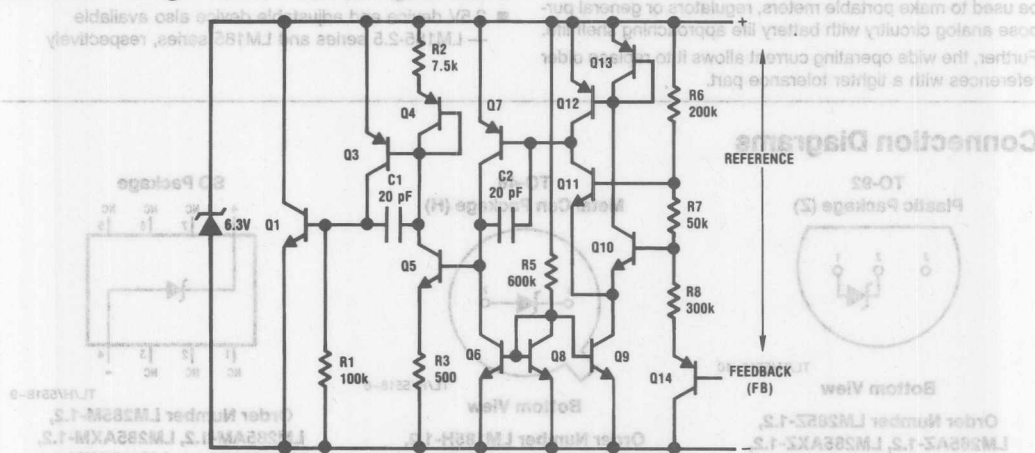 be used to make portable meters, regulators or general pur-
pose analog circuitry with battery life approaching shelf life.
Further, the wide operating current allows it to replace older
references with a tighter tolerance part.
2.5V device and adjustable device also available
—LM185-2.5 series and LM185 series, respectively
Connection Diagrams
TO-92
Plastic Package (Z)
Metal Can Package (H)
SO Package
Bottom View
Bottom View
Order Number LM285Z-1.2,
LM285AZ-1.2, LM285AXZ-1.2,
Order Number LM185H-1.2,
Order Number LM285M-1.2,
LM285AM-1.2, LM285AXM-1.2,
+
R2
7.5k
Q13
Q4
Q7
Q12
R6
200k
Q3
REFERENCE
C1
20 pF
C2
20 pF
Q11
6.3V
Q1
R7
50k
Q5
Q10
R5
600k
R8
300k
R1
100k
R3
500
Q6
Q8
Q9
Q14
FEEDBACK
(FB)
−